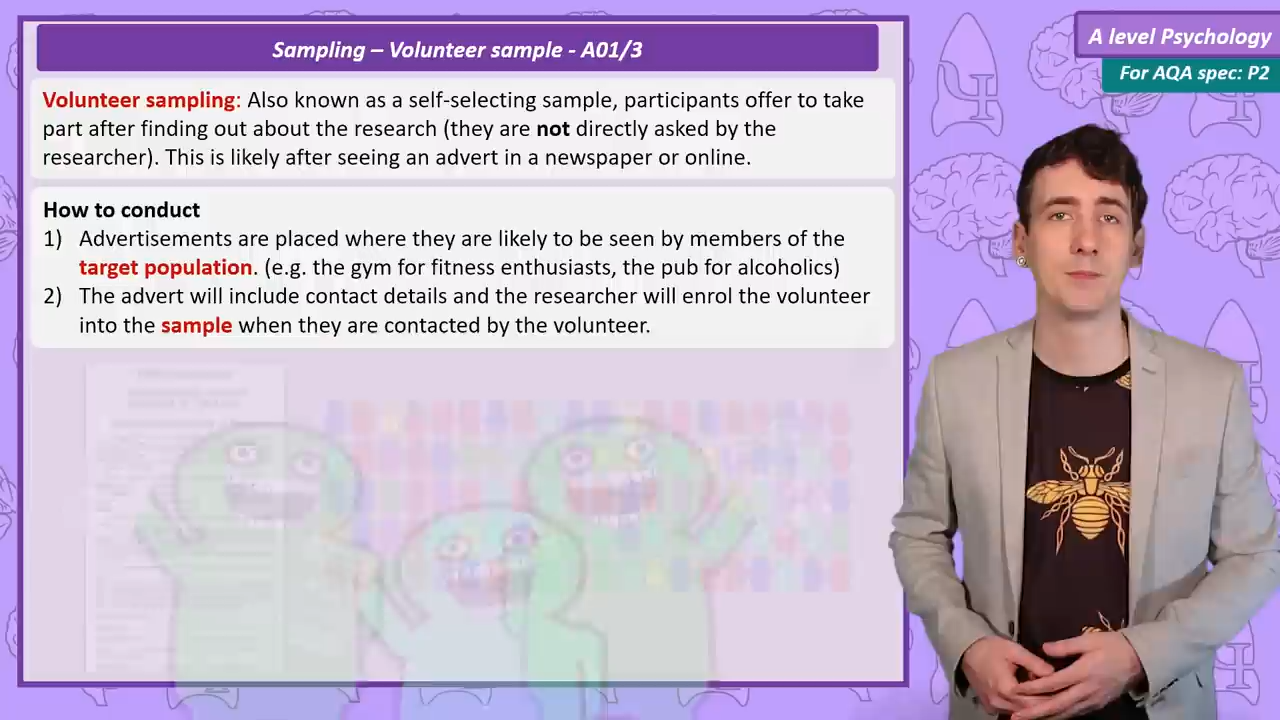 Sampling – Volunteer sample - A01/3
A level Psychology
For AQA spec: P2
Volunteer sampling: Also known as a self-selecting sample, participants offer to take
part after finding out about the research (they are not directly asked by the
researcher). This is likely after seeing an advert in a newspaper or online.
How to conduct
1) Advertisements are placed where they are likely to be seen by members of the
target population. (e.g. the gym for fitness enthusiasts, the pub for alcoholics)
2) The advert will include contact details and the researcher will enrol the volunteer
into the sample when they are contacted by the volunteer.